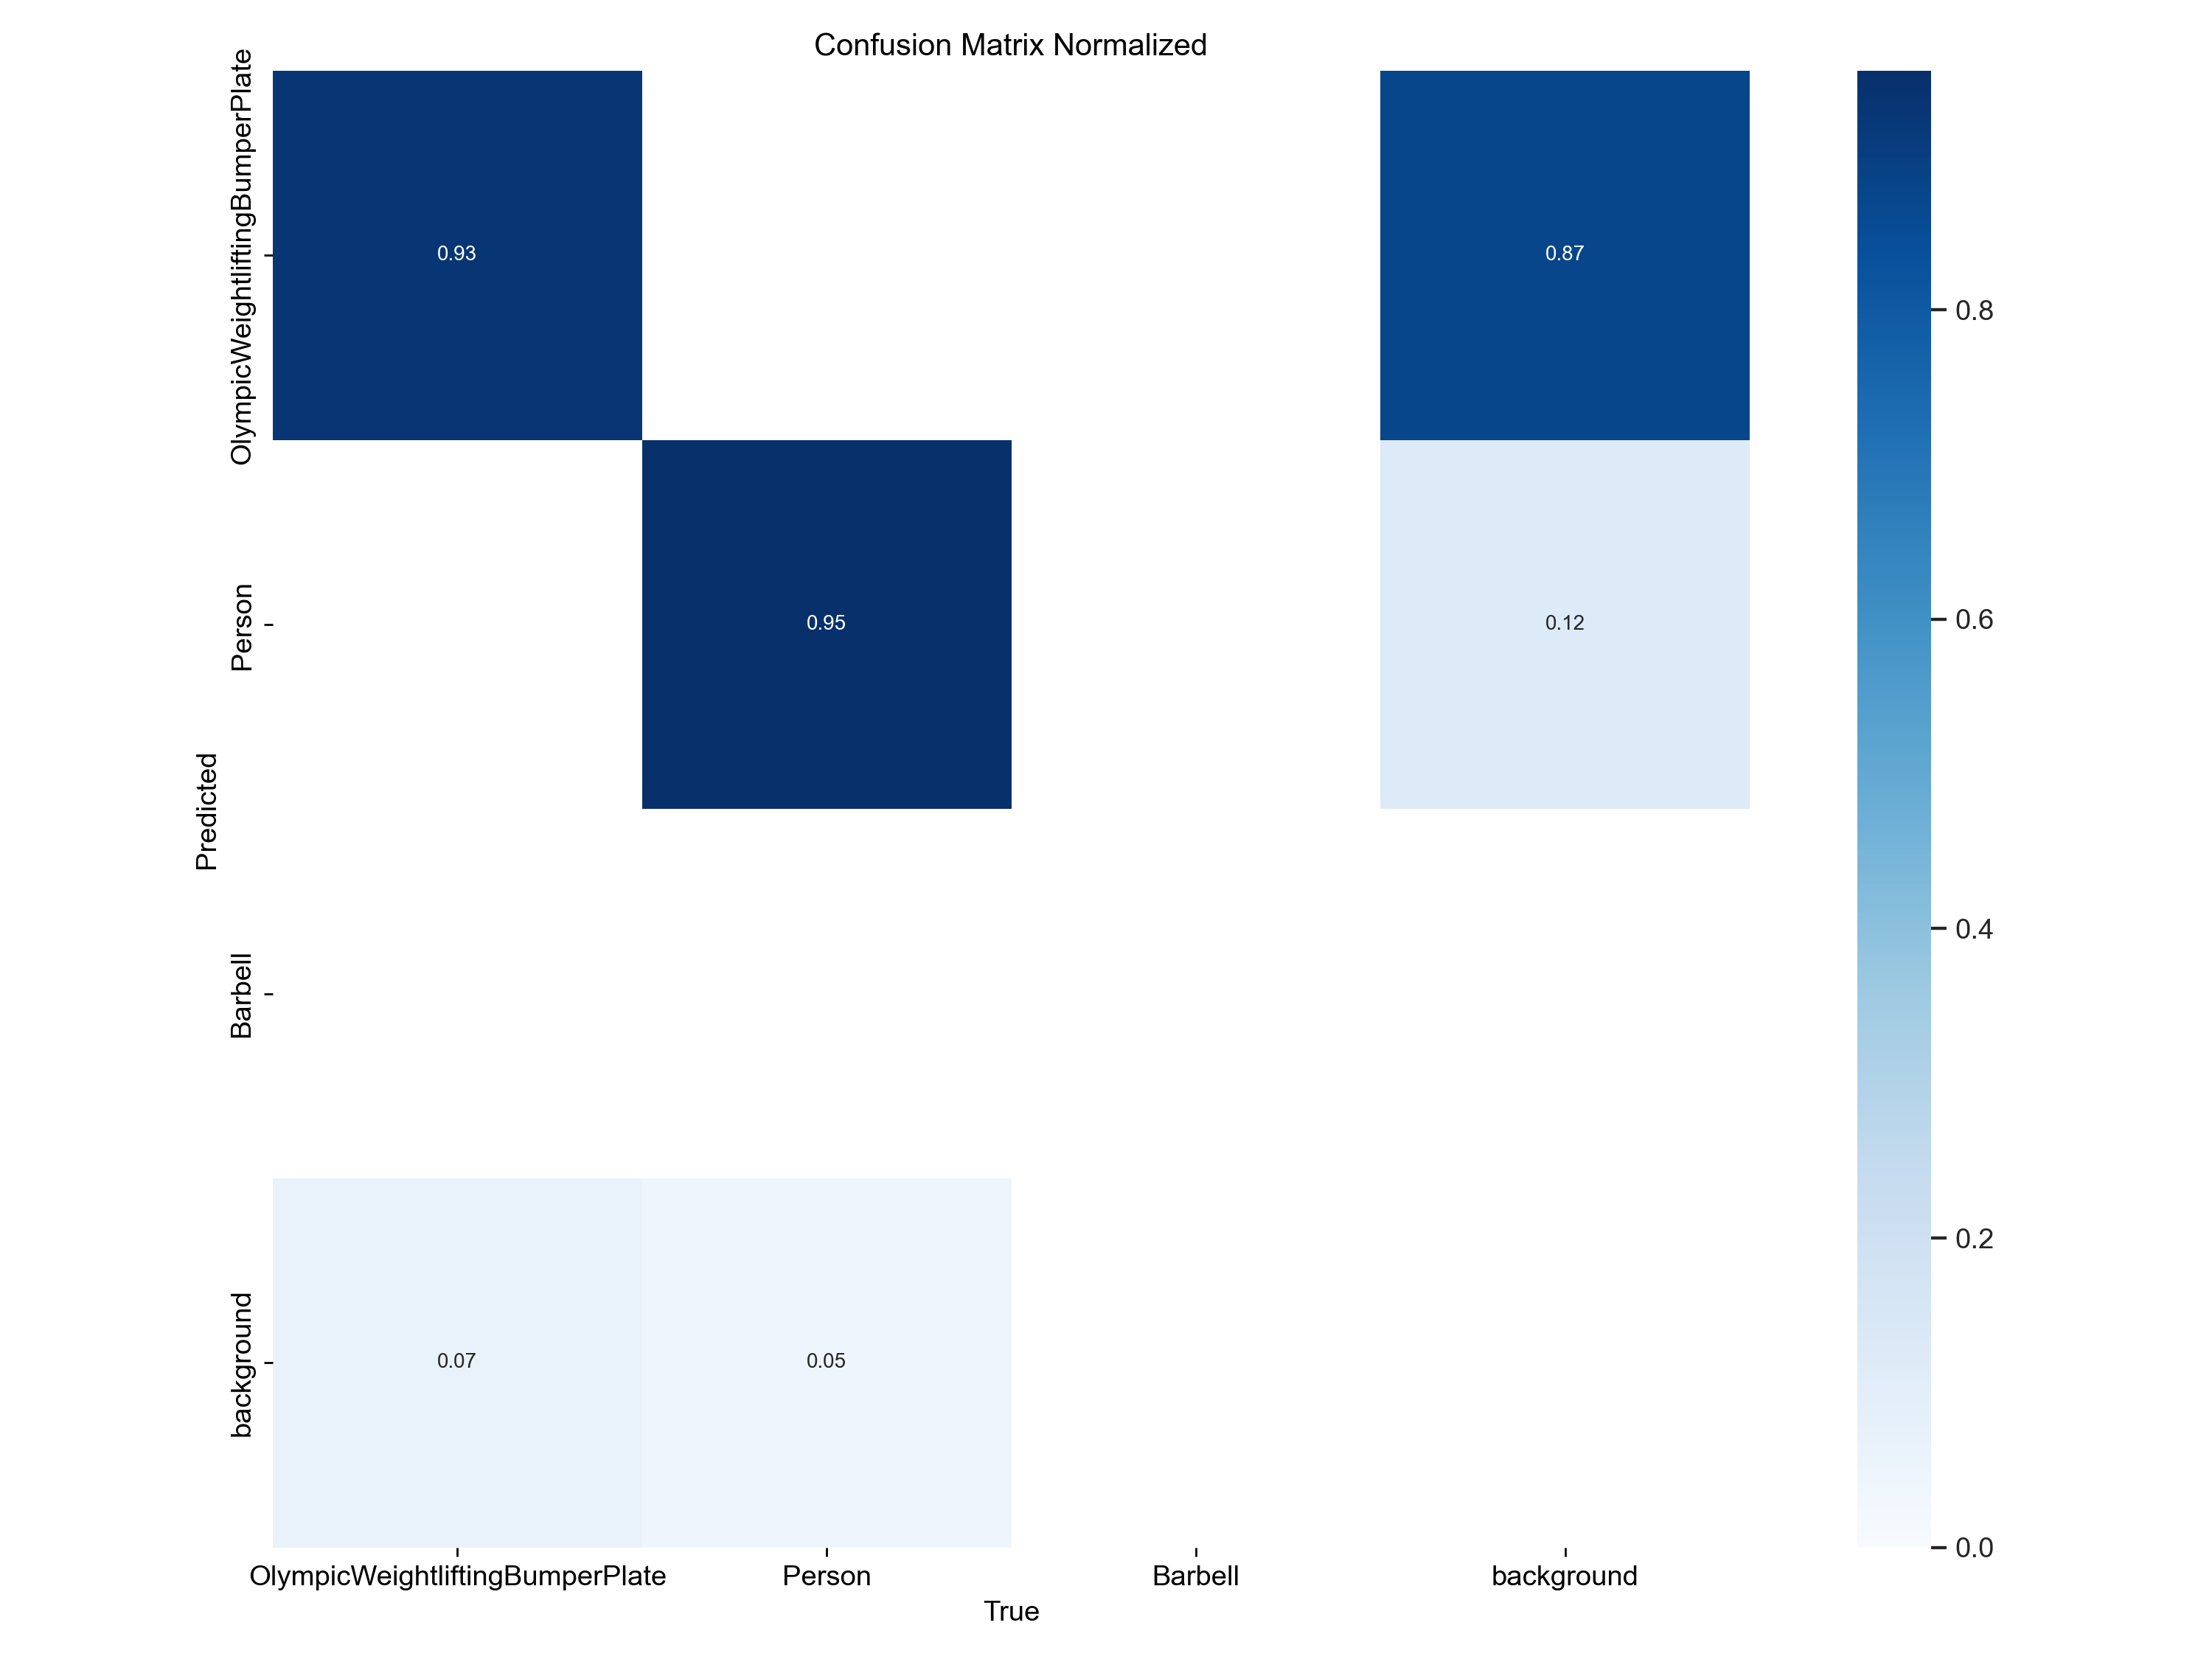 Confusion Matrix Normalized
OlympicWeightliftingBumperPlate
0.93
0.87
0.8
Person
0.95
0.12
0.6
Predicted
Barbell
0.4
0.2
background
0.07
0.05
0.0
OlympicWeightliftingBumperPlate
Person
Barbell
background
True